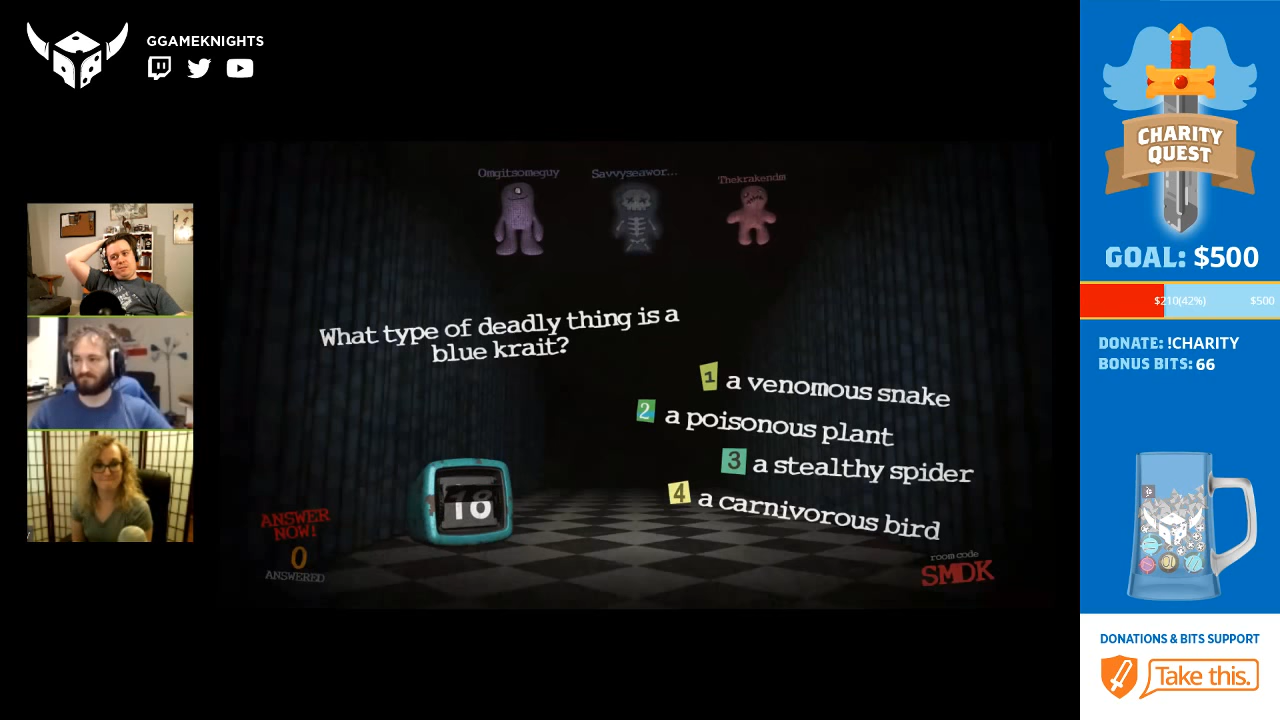 GGAMEKNIGHTS
Omgitsomeguy
Savvyseawor...
Thekrakendm
What type of deadly thing is a
blue krait?
1 a venomous snake
2 a poisonous plant
3 a stealthy spider
4 a carnivorous bird
ANSWER
NOW!
0
ANSWERED
room code
SMDK
CHARITY
QUEST
GOAL: $500
$210(42%) $500
DONATE: !CHARITY
BONUS BITS: 66
DONATIONS & BITS SUPPORT
Take this.